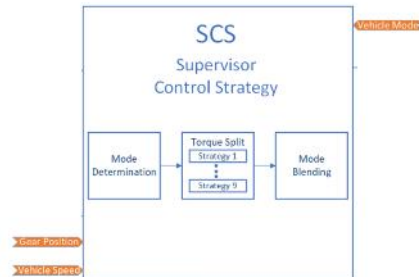 SCS
Vehicle Mode
Supervisor
Control Strategy
Torque Split
Strategy 1
Strategy 9
Mode
Determination
Mode
Blending
Gear Position
Vehicle Speed